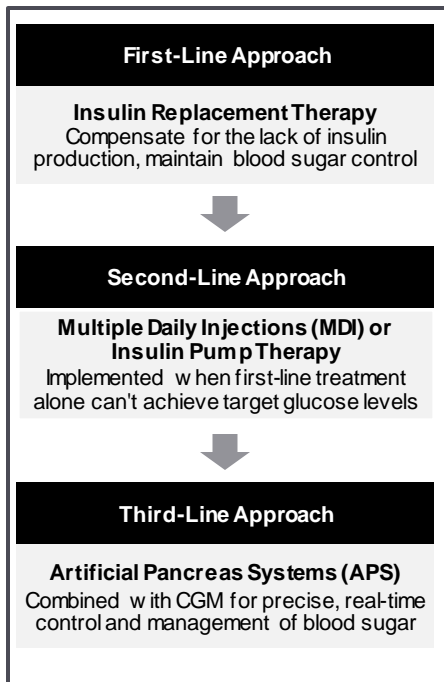 First-Line Approach
Insulin Replacement Therapy
Compensate for the lack of insulin
production, maintain blood sugar control
Second-Line Approach
Multiple Daily Injections (MDI) or
Insulin Pump Therapy
Implemented when first-line treatment
alone can't achieve target glucose levels
Third-Line Approach
Artificial Pancreas Systems (APS)
Combined with CGM for precise, real-time
control and management of blood sugar